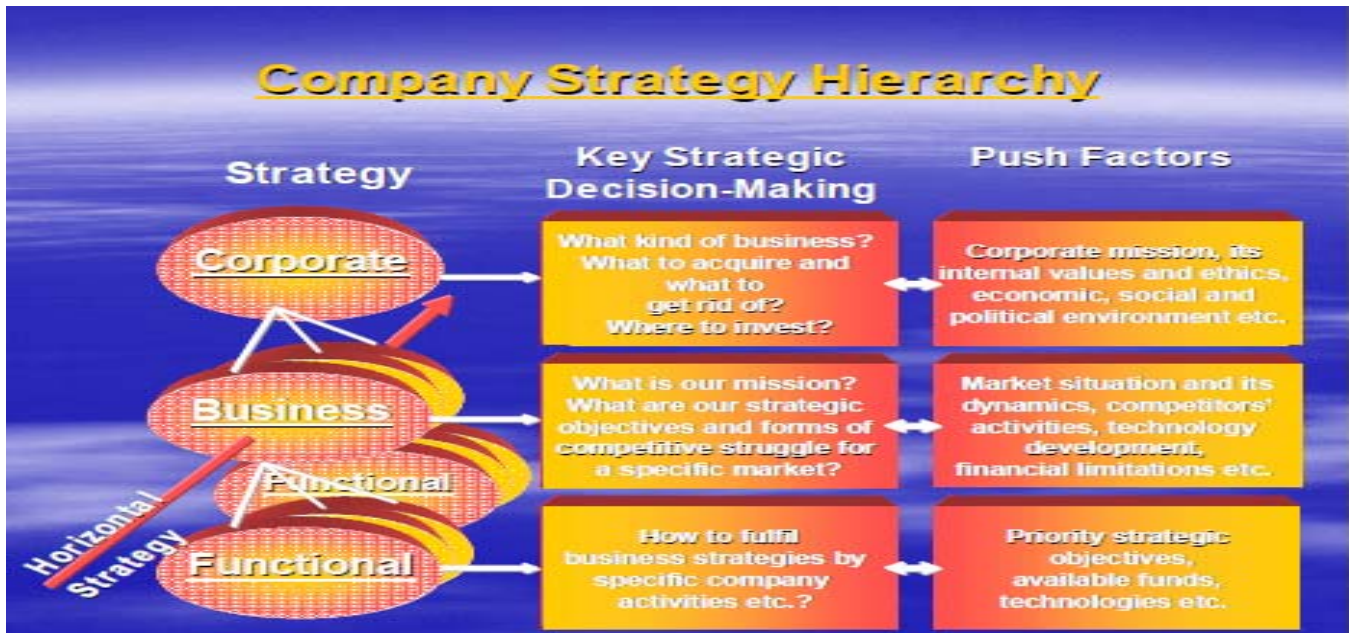 Company Strategy Hierarchy
Strategy
Key Strategic
Decision-Making
Push Factors
Corporate
What kind of business?
What to acquire and
what to
get rid of?
Where to invest?
Corporate mission, its
internal values and ethics,
economic, social and
political environment etc.
Business
What is our mission?
What are our strategic
objectives and forms of
competitive struggle for
a specific market?
Market situation and its
dynamics, competitors'
activities, technology
development,
financial limitations etc.
Functional
Functional
How to fulfil
business strategies by
specific company
activities etc.?
Priority strategic
objectives,
available funds,
technologies etc.
Horizontal
Strategy